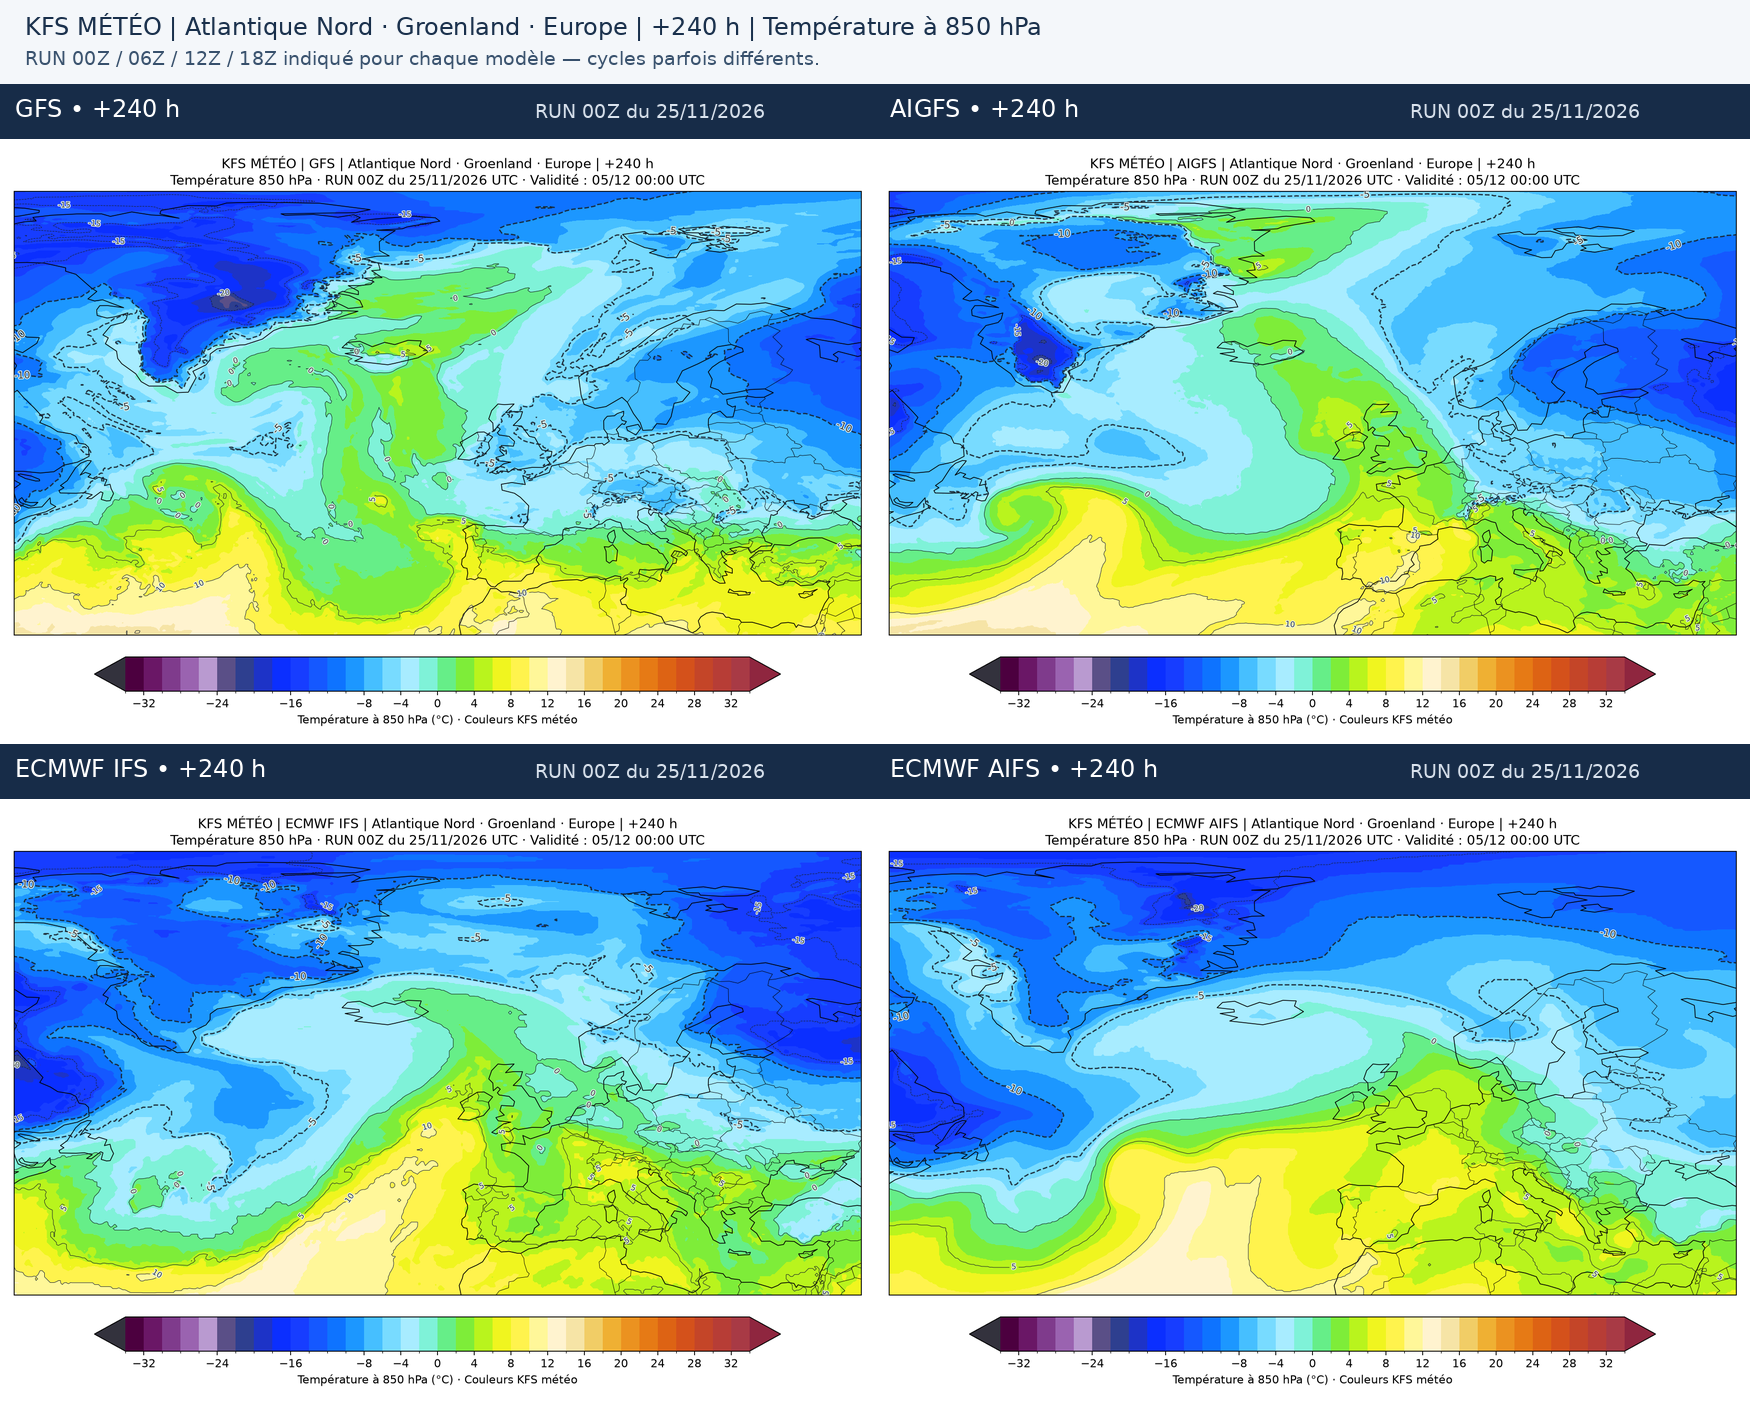 KFS MÉTÉO | Atlantique Nord · Groenland · Europe | +240 h | Température à 850 hPa
RUN 00Z / 06Z / 12Z / 18Z indiqué pour chaque modèle — cycles parfois différents.
GFS • +240 h
RUN 00Z du 25/11/2026
AIGFS • +240 h
RUN 00Z du 25/11/2026
KFS MÉTÉO | GFS | Atlantique Nord · Groenland · Europe | +240 h
Température 850 hPa · RUN 00Z du 25/11/2026 UTC · Validité : 05/12 00:00 UTC
KFS MÉTÉO | AIGFS | Atlantique Nord · Groenland · Europe | +240 h
Température 850 hPa · RUN 00Z du 25/11/2026 UTC · Validité : 05/12 00:00 UTC
−32 −24 −16 −8 −4 0 4 8 12 16 20 24 28 32
Température à 850 hPa (°C) · Couleurs KFS météo
−32 −24 −16 −8 −4 0 4 8 12 16 20 24 28 32
Température à 850 hPa (°C) · Couleurs KFS météo
ECMWF IFS • +240 h
RUN 00Z du 25/11/2026
ECMWF AIFS • +240 h
RUN 00Z du 25/11/2026
KFS MÉTÉO | ECMWF IFS | Atlantique Nord · Groenland · Europe | +240 h
Température 850 hPa · RUN 00Z du 25/11/2026 UTC · Validité : 05/12 00:00 UTC
KFS MÉTÉO | ECMWF AIFS | Atlantique Nord · Groenland · Europe | +240 h
Température 850 hPa · RUN 00Z du 25/11/2026 UTC · Validité : 05/12 00:00 UTC
−32 −24 −16 −8 −4 0 4 8 12 16 20 24 28 32
Température à 850 hPa (°C) · Couleurs KFS météo
−32 −24 −16 −8 −4 0 4 8 12 16 20 24 28 32
Température à 850 hPa (°C) · Couleurs KFS météo